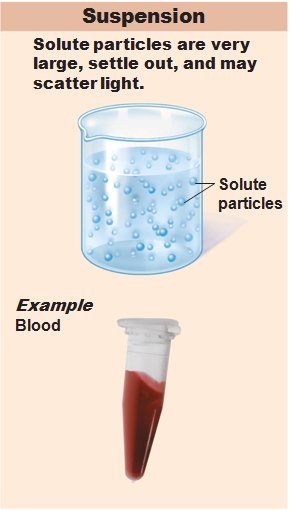 Suspension
Solute particles are very
large, settle out, and may
scatter light.
Solute
particles
Example
Blood